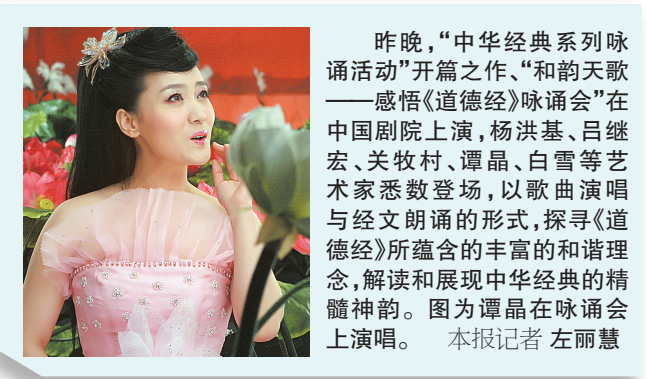 昨晚，“中华经典系列咏
诵活动”开篇之作、“和韵天歌
——感悟《道德经》咏诵会”在
中国剧院上演，杨洪基、吕继
宏、关牧村、谭晶、白雪等艺
术家悉数登场，以歌曲演唱
与经文朗诵的形式，探寻《道
德经》所蕴含的丰富的和谐理
念，解读和展现中华经典的精
髓神韵。图为谭晶在咏诵会
上演唱。 本报记者 左丽慧